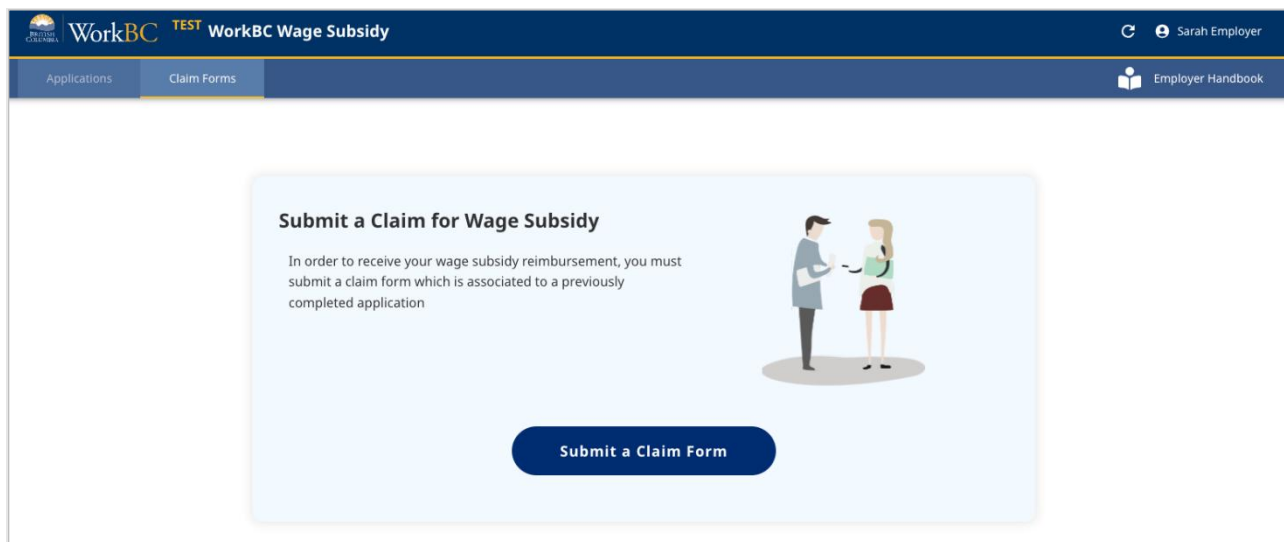 BRITISH COLUMBIA
WorkBC TEST WorkBC Wage Subsidy
Sarah Employer
Applications
Claim Forms
Employer Handbook
Submit a Claim for Wage Subsidy
In order to receive your wage subsidy reimbursement, you must
submit a claim form which is associated to a previously
completed application
Submit a Claim Form